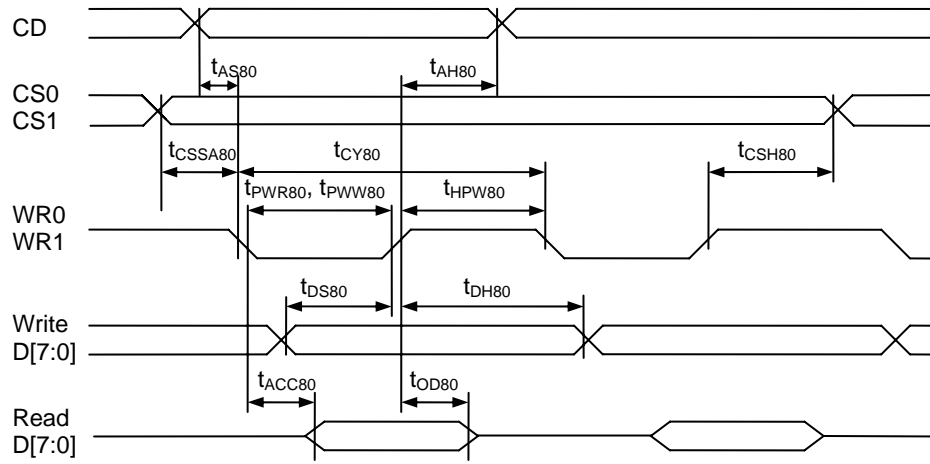 CD
tAS80 tAH80
CS0
CS1
tCSSA80 tCY80 tCSH80
tPWR80, tPWW80 tHPW80
WR0
WR1
tDS80 tDH80
Write
D[7:0]
tACC80 tOD80
Read
D[7:0]